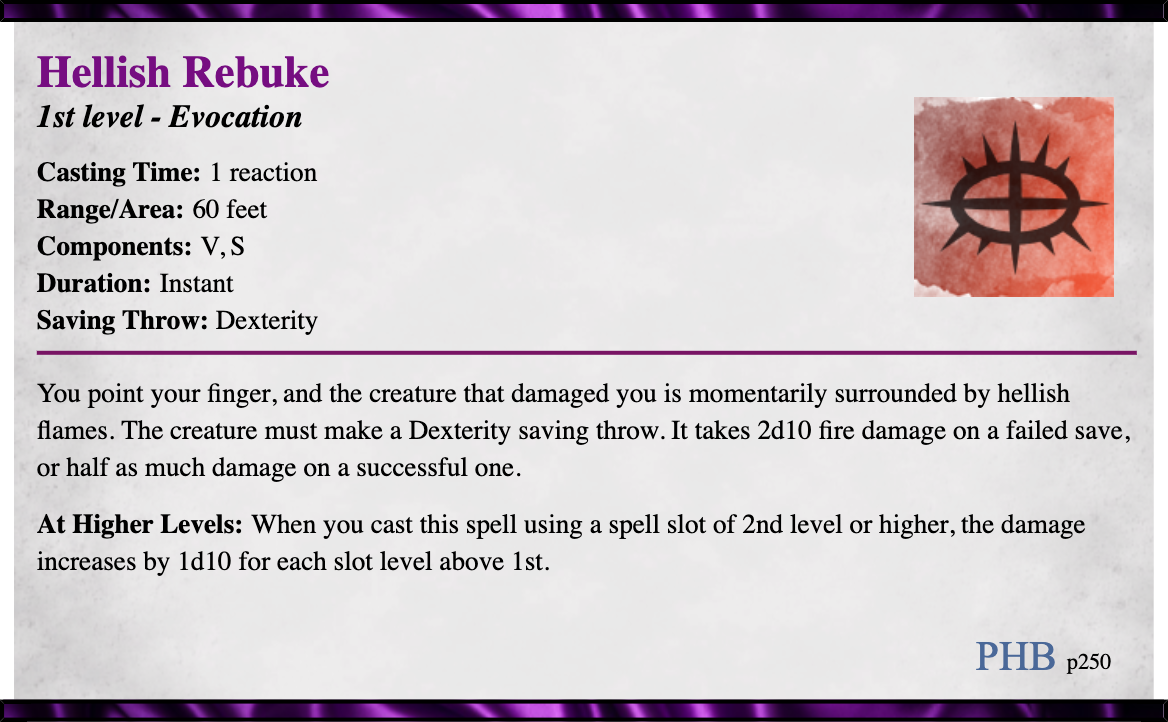 Hellish Rebuke
1st level - Evocation
Casting Time: 1 reaction
Range/Area: 60 feet
Components: V, S
Duration: Instant
Saving Throw: Dexterity
You point your finger, and the creature that damaged you is momentarily surrounded by hellish
flames. The creature must make a Dexterity saving throw. It takes 2d10 fire damage on a failed save,
or half as much damage on a successful one.
At Higher Levels: When you cast this spell using a spell slot of 2nd level or higher, the damage
increases by 1d10 for each slot level above 1st.
PHB p250